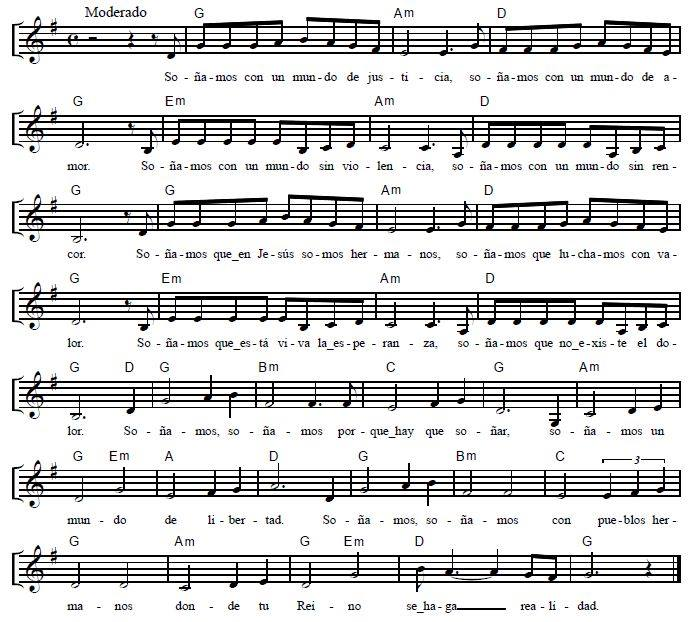 Moderado G Am D
So - ña - mos con un mun - do de jus - ti - cia, so - ña - mos con un mun - do de a -
G Em Am D
mor. So - ña - mos con un mun - do sin vio - len - cia, so - ña - mos con un mun - do sin ren -
G G Am D
cor. So - ña - mos que_en Je - sús so - mos her - ma - nos, so - ña - mos que lu - cha - mos con va -
G Em Am D
lor. So - ña - mos que_es - tá vi - va la_es - pe - ran - za, so - ña - mos que no_e - xis - te el do -
G D G Bm C G Am
lor. So - ña - mos, so - ña - mos por - que_hay que so - ñar, so - ña - mos un
G Em A D G Bm C 3
mun - do de li - ber - tad. So - ña - mos, so - ña - mos con pue - blos her -
G Am G Em D G
ma - nos don - de tu Rei - no se_ha - ga real - li - dad.